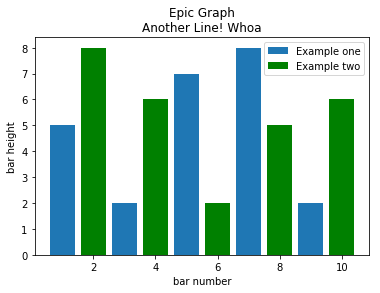 Epic Graph
Another Line! Whoa
Example one
Example two
8
7
6
5
4
3
2
1
0
bar height
2 4 6 8 10
bar number